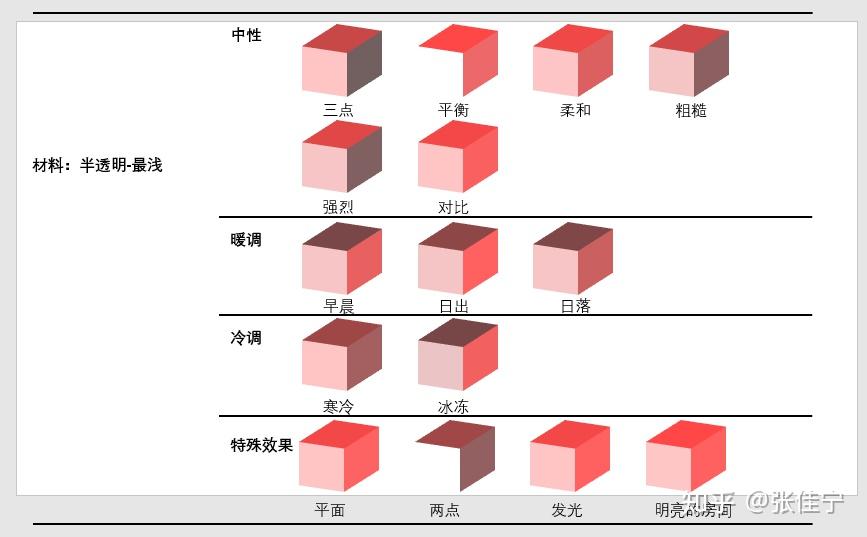 中性
三点 平衡 柔和 粗糙
材料：半透明-最浅
强烈 对比
暖调
早晨 日出 日落
冷调
寒冷 冰冻
特殊效果
平面 两点 发光 明亮的房间
知乎 @张佳宁